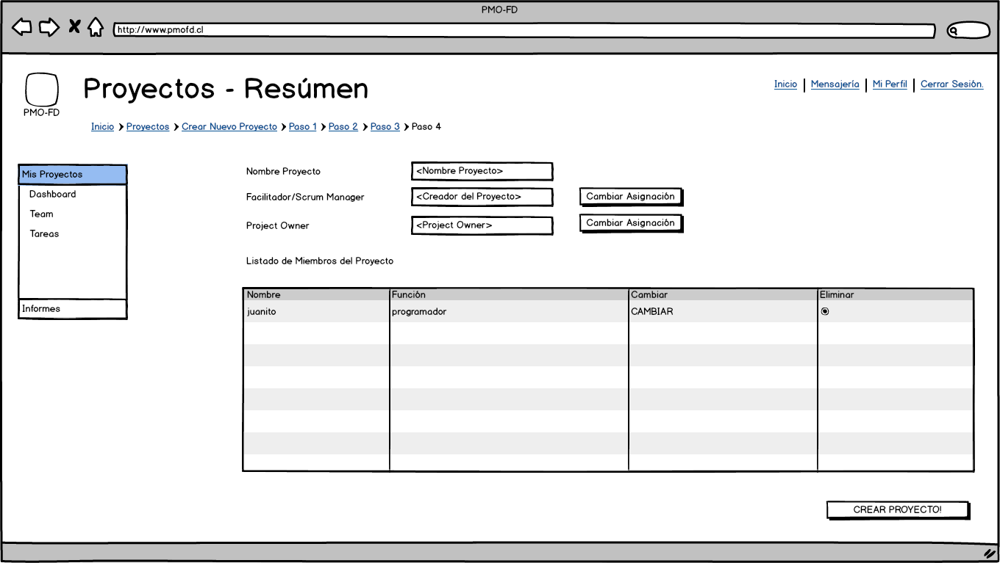 PMO-FD
http://www.pmofd.cl
Proyectos - Resúmen
Inicio | Mensajería | Mi Perfil | Cerrar Sesión.
PMO-FD
Inicio > Proyectos > Crear Nuevo Proyecto > Paso 1 > Paso 2 > Paso 3 > Paso 4
Mis Proyectos
Dashboard
Team
Tareas
Informes
Nombre Proyecto <Nombre Proyecto>
Facilitador/Scrum Manager <Creador del Proyecto> Cambiar Asignación
Project Owner <Project Owner> Cambiar Asignación
Listado de Miembros del Proyecto
Nombre Función Cambiar Eliminar
juanito programador CAMBIAR
CREAR PROYECTO!